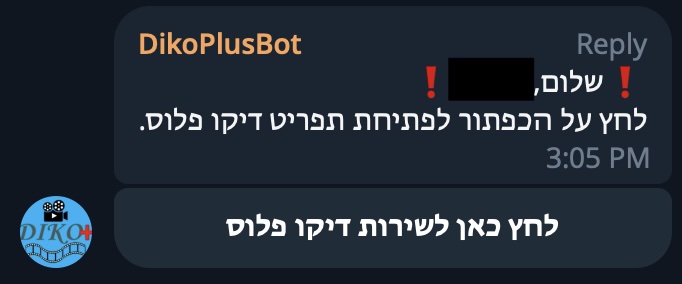 DikoPlusBot Reply
❗ שלום, ❗
לחץ על הכפתור לפתיחת תפריט דיקו פלוס.
3:05 PM
DIKO+
לחץ כאן לשירות דיקו פלוס